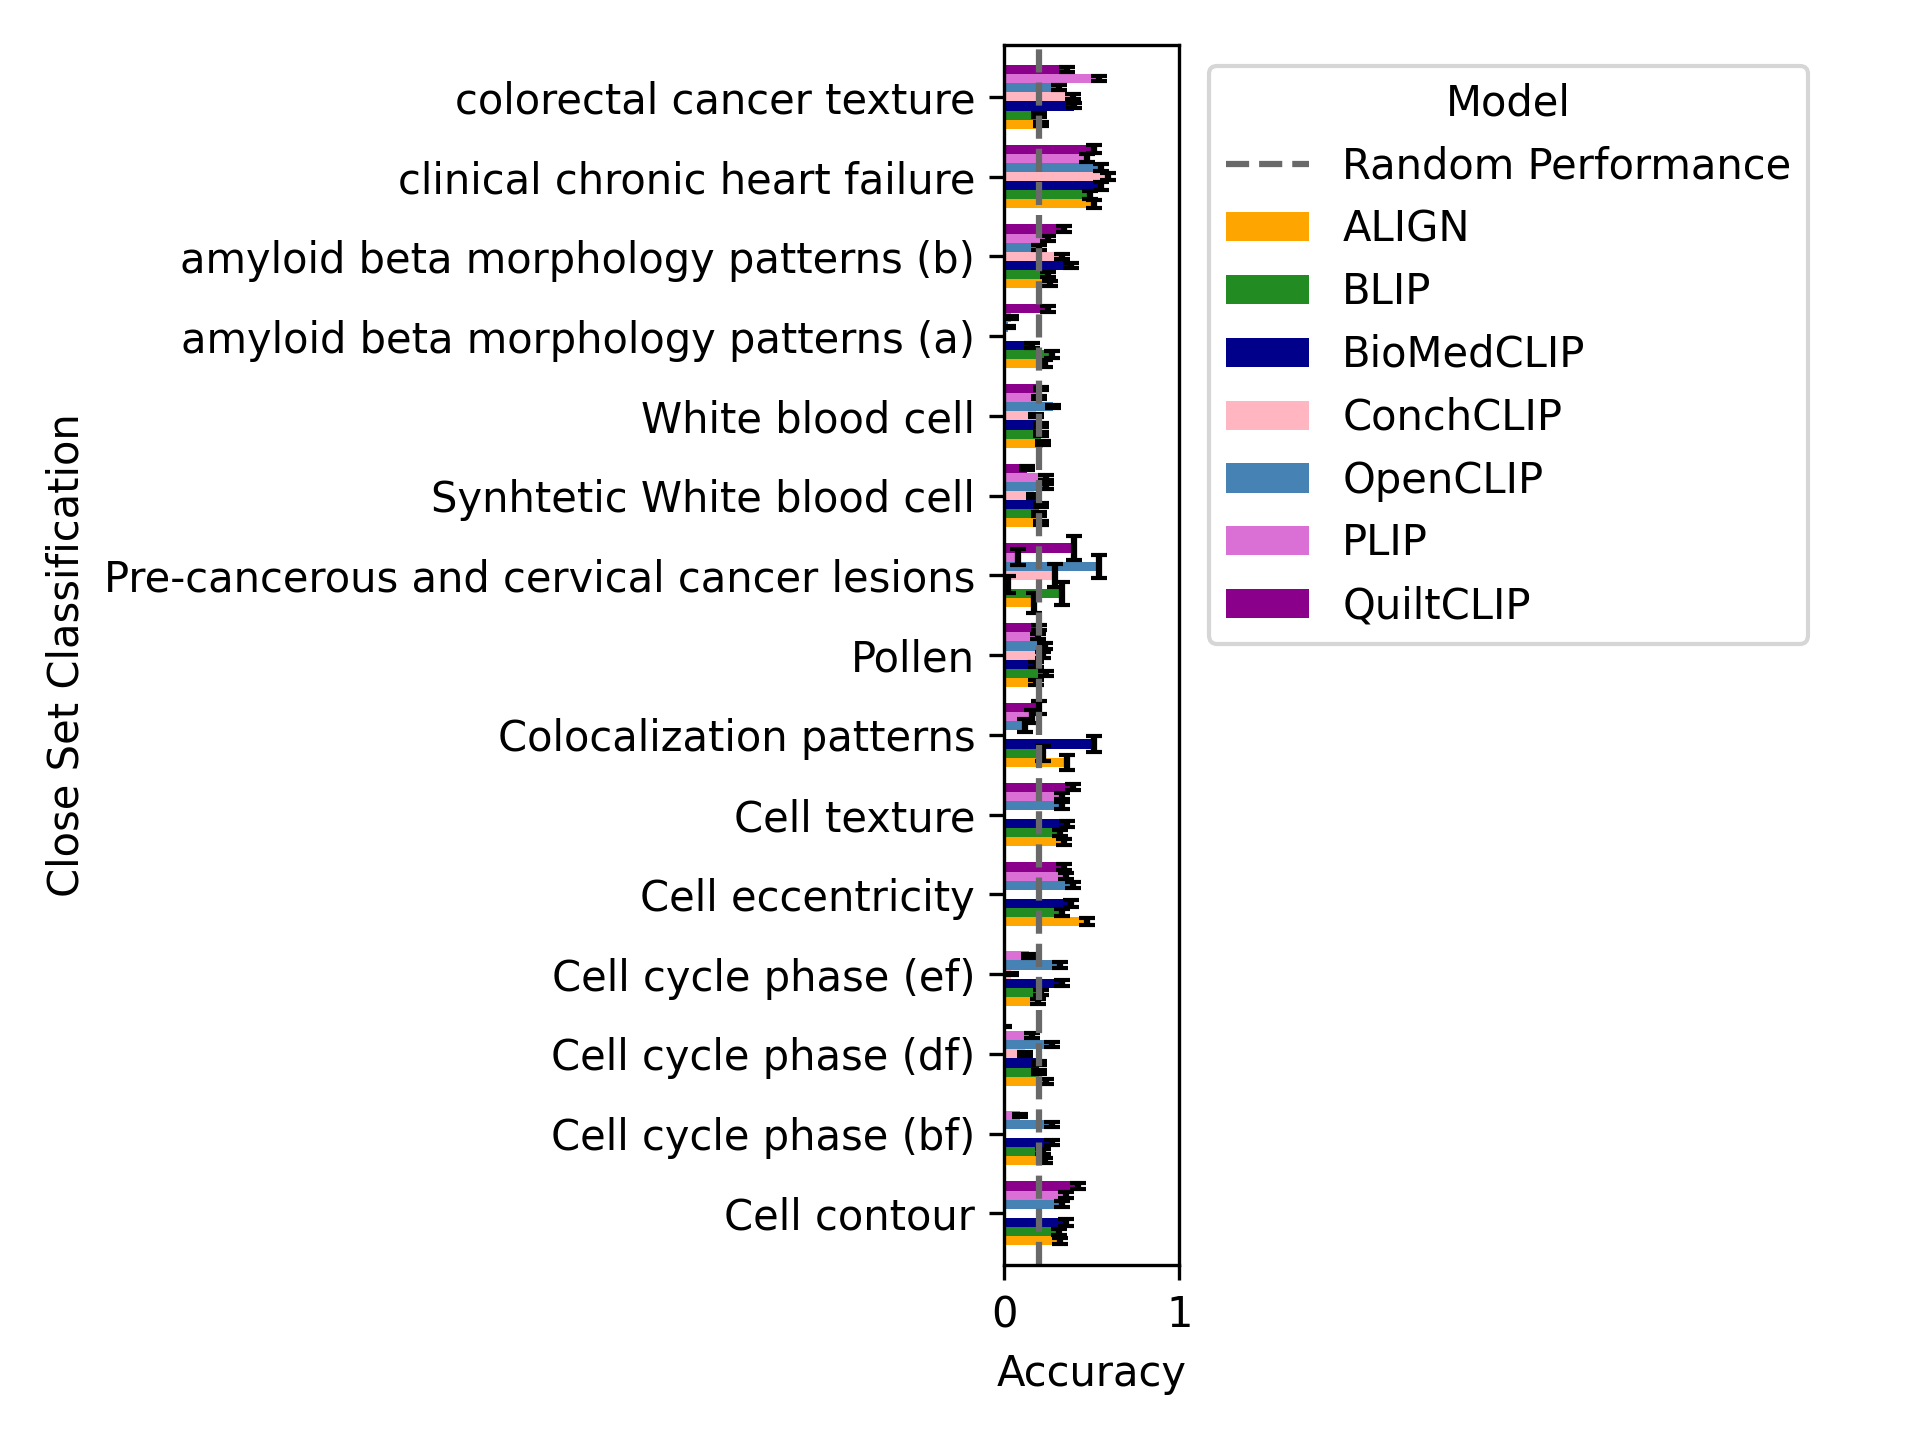 Close Set Classification
colorectal cancer texture
clinical chronic heart failure
amyloid beta morphology patterns (b)
amyloid beta morphology patterns (a)
White blood cell
Synhtetic White blood cell
Pre-cancerous and cervical cancer lesions
Pollen
Colocalization patterns
Cell texture
Cell eccentricity
Cell cycle phase (ef)
Cell cycle phase (df)
Cell cycle phase (bf)
Cell contour
0 1
Accuracy
Model
Random Performance
ALIGN
BLIP
BioMedCLIP
ConchCLIP
OpenCLIP
PLIP
QuiltCLIP